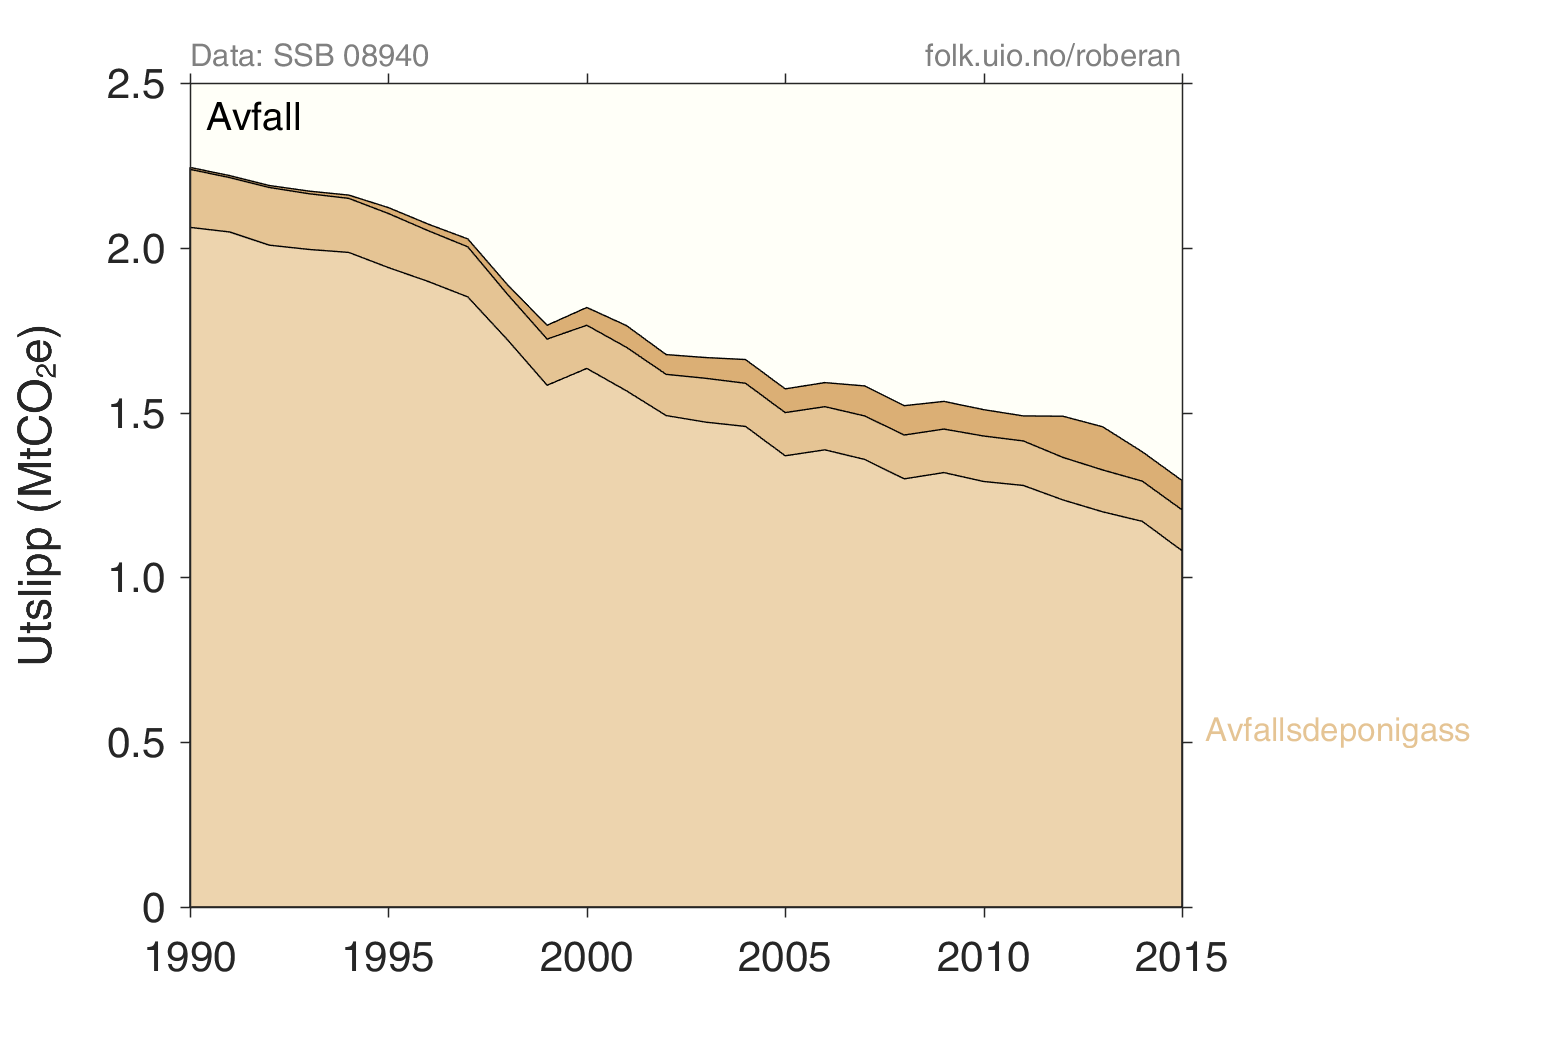 Data: SSB 08940 folk.uio.no/roberan
2.5
Avfall
2.0
1.5
1.0
0.5
0
Utslipp (MtCO₂e)
Avfallsdeponigass
1990 1995 2000 2005 2010 2015